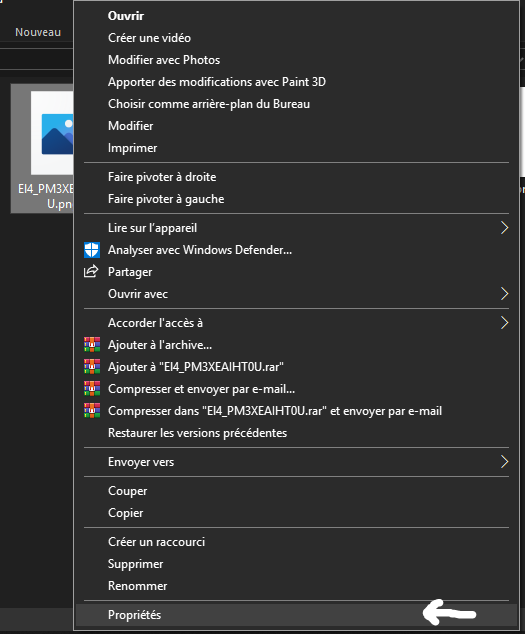 Nouveau
EI4_PM3XE
U.pn
Ouvrir
Créer une vidéo
Modifier avec Photos
Apporter des modifications avec Paint 3D
Choisir comme arrière-plan du Bureau
Modifier
Imprimer
Faire pivoter à droite
Faire pivoter à gauche
Lire sur l'appareil
Analyser avec Windows Defender...
Partager
Ouvrir avec
Accorder l'accès à
Ajouter à l'archive...
Ajouter à "EI4_PM3XEAIHT0U.rar"
Compresser et envoyer par e-mail...
Compresser dans "EI4_PM3XEAIHT0U.rar" et envoyer par e-mail
Restaurer les versions précédentes
Envoyer vers
Couper
Copier
Créer un raccourci
Supprimer
Renommer
Propriétés